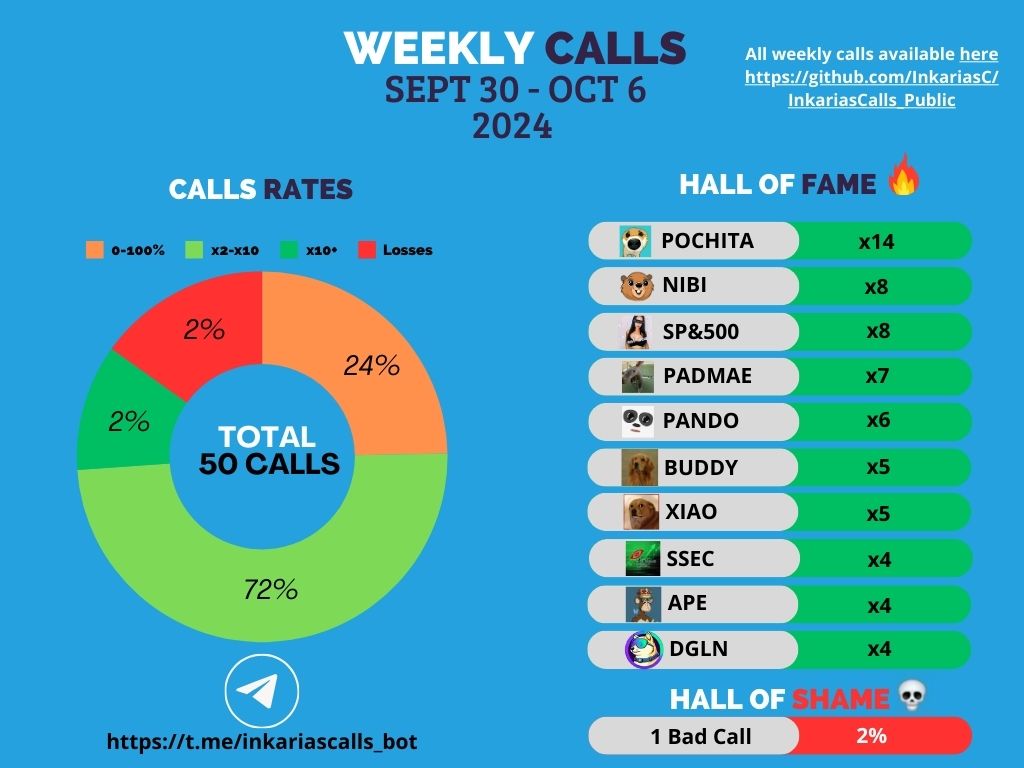 WEEKLY CALLS
SEPT 30 - OCT 6
2024
All weekly calls available here
https://github.com/InkariasC/
InkariasCalls_Public
CALLS RATES
0-100%
x2-x10
x10+
Losses
2%
24%
2%
TOTAL
50 CALLS
72%
https://t.me/inkariascalls_bot
HALL OF FAME
POCHITA x14
NIBI x8
SP&500 x8
PADMAE x7
PANDO x6
BUDDY x5
XIAO x5
SSEC x4
APE x4
DGLN x4
HALL OF SHAME
1 Bad Call 2%